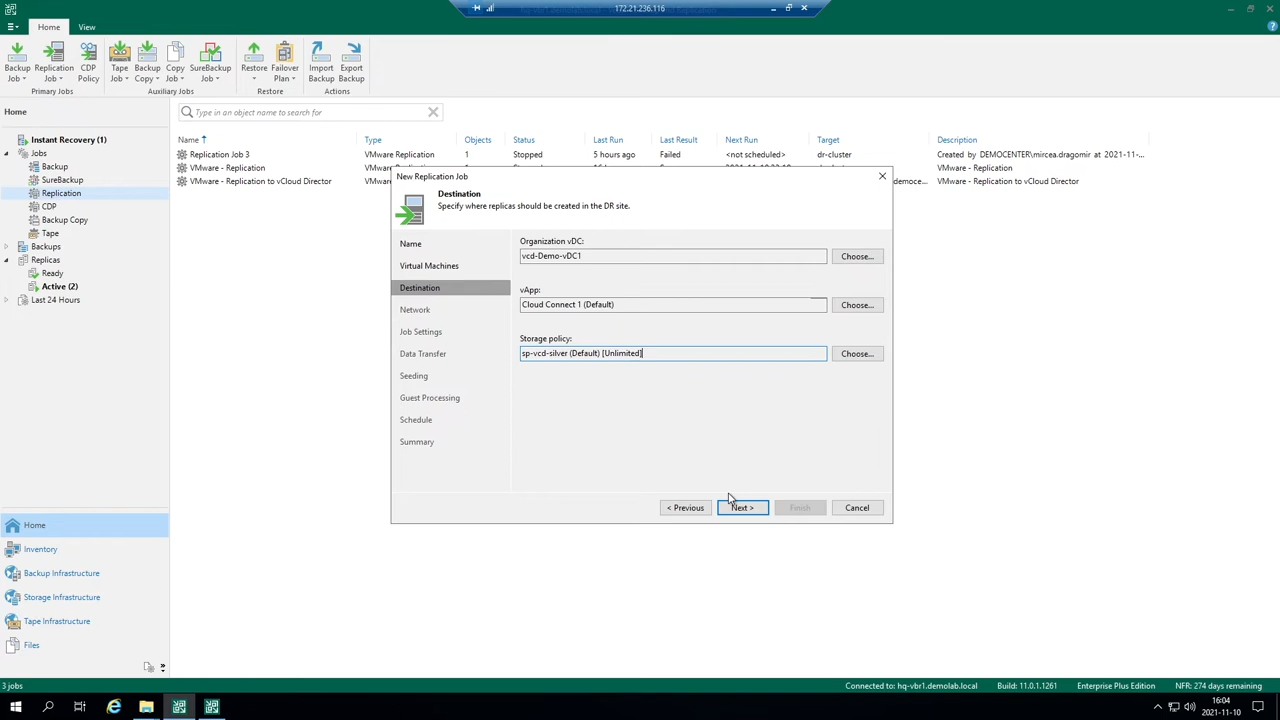 172.21.236.116
Home
View
Backup Job
Replication Job
CDP Policy
Tape Job
Backup Copy
Copy Job
SureBackup Job
Restore
Failover Plan
Import Backup
Export Backup
Primary Jobs
Auxiliary Jobs
Restore
Actions
Home
Type in an object name to search for
Instant Recovery (1)
Jobs
Backup
SureBackup
Replication
CDP
Backup Copy
Tape
Backups
Replicas
Ready
Active (2)
Last 24 Hours
Name Type Objects Status Last Run Last Result Next Run Target Description
Replication Job 3 VMware Replication 1 Stopped 5 hours ago Failed <not scheduled> dr-cluster Created by DEMOCENTER\mircea.dragomir at 2021-11-...
VMware - Replication VMware - Replication
VMware - Replication to vCloud Director VMware - Replication to vCloud Director
New Replication Job
Destination
Specify where replicas should be created in the DR site.
Name
Virtual Machines
Destination
Network
Job Settings
Data Transfer
Seeding
Guest Processing
Schedule
Summary
Organization vDC:
vcd-Demo-vDC1 Choose...
vApp:
Cloud Connect 1 (Default) Choose...
Storage policy:
sp-vcd-silver (Default) [Unlimited] Choose...
< Previous Next > Finish Cancel
Home
Inventory
Backup Infrastructure
Storage Infrastructure
Tape Infrastructure
Files
3 jobs
Connected to: hq-vbr1.demolab.local Build: 11.0.1.1261 Enterprise Plus Edition NFR: 274 days remaining
16:04
2021-11-10